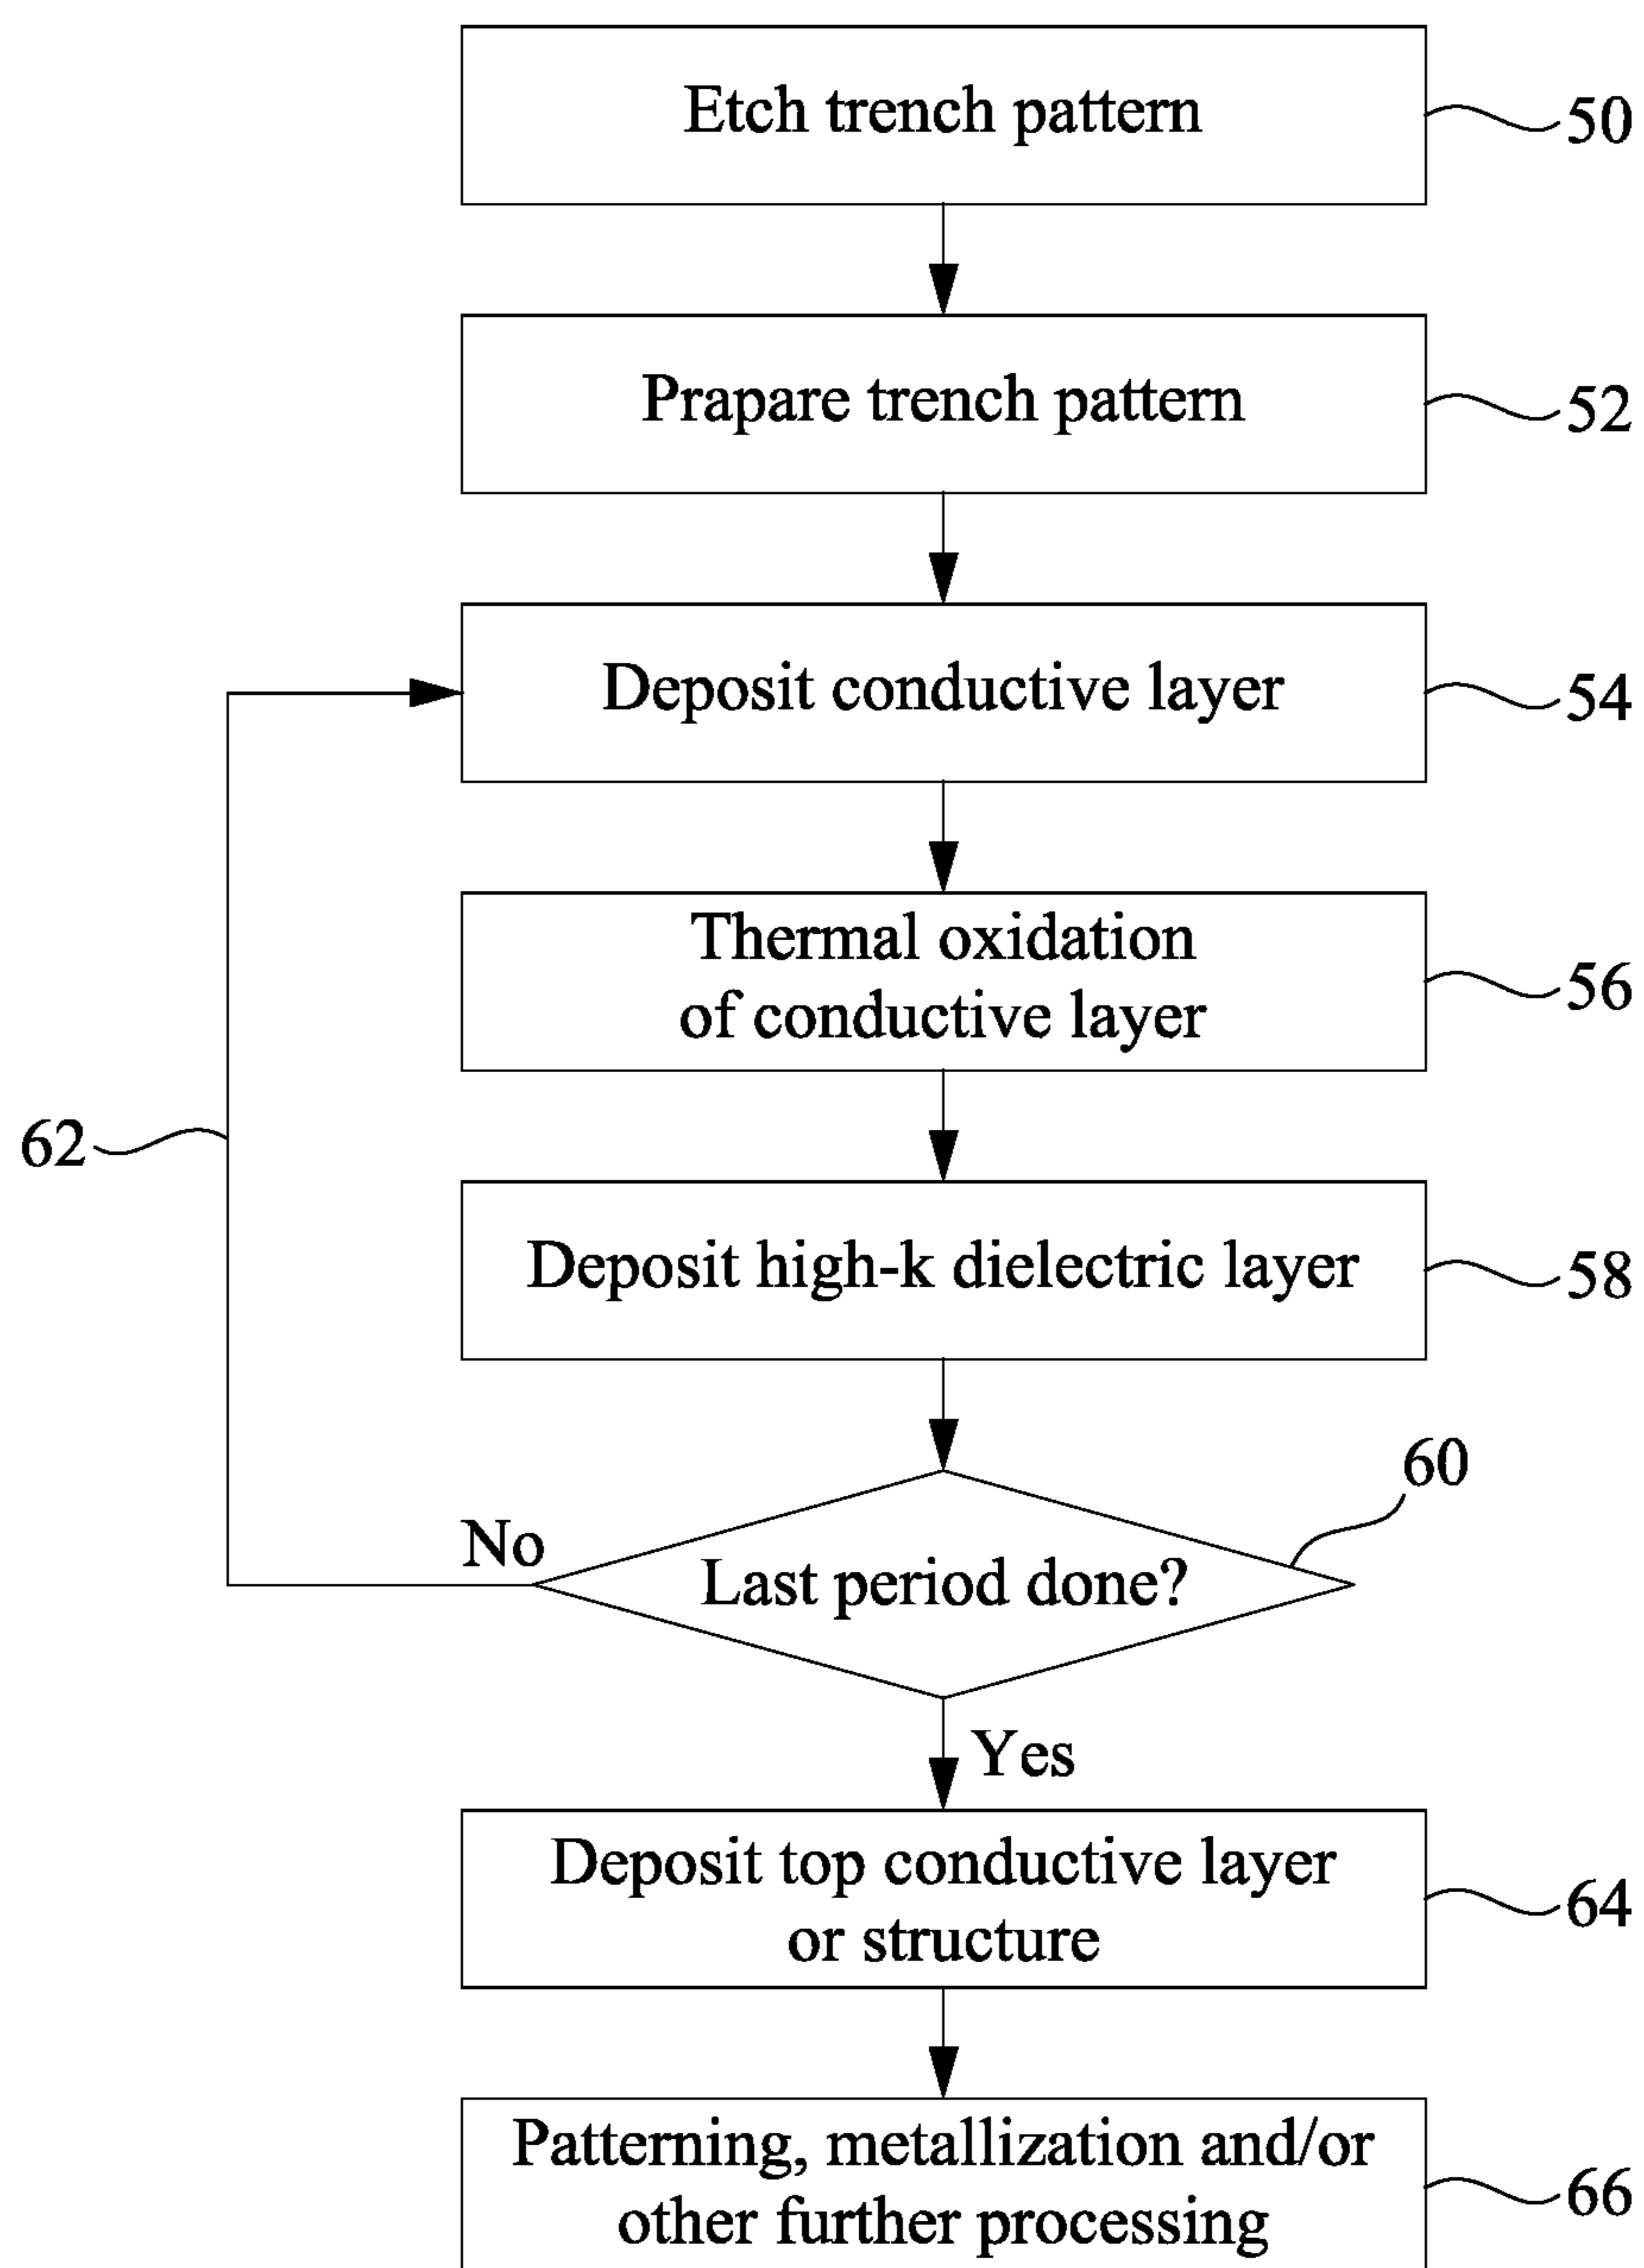 Etch trench pattern
50
Prapare trench pattern
52
Deposit conductive layer
54
Thermal oxidation
of conductive layer
56
62
Deposit high-k dielectric layer
58
60
No
Last period done?
Yes
Deposit top conductive layer
or structure
64
Patterning, metallization and/or
other further processing
66